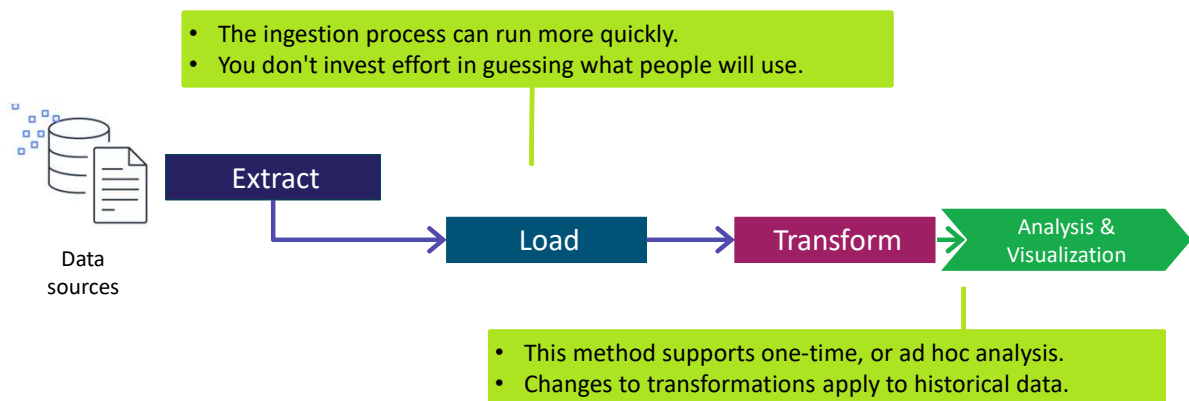 • The ingestion process can run more quickly.
• You don't invest effort in guessing what people will use.
Extract
Data
sources
Load
Transform
Analysis &
Visualization
• This method supports one-time, or ad hoc analysis.
• Changes to transformations apply to historical data.